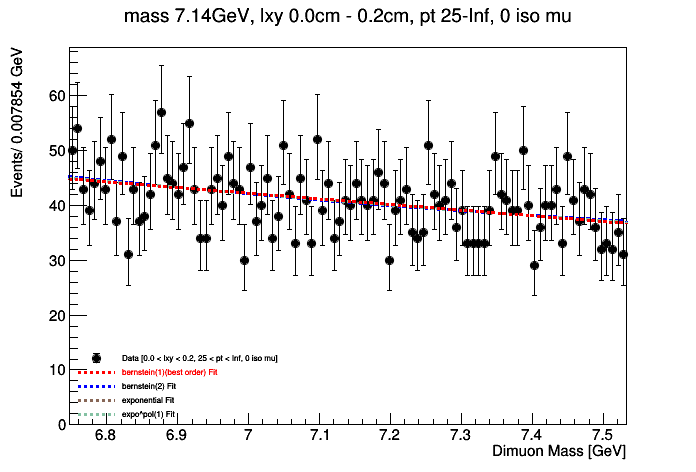 mass 7.14GeV, lxy 0.0cm - 0.2cm, pt 25-Inf, 0 iso mu
Events/ 0.007854 GeV
60
50
40
30
20
10
0
Data [0.0 < lxy < 0.2, 25 < pt < Inf, 0 iso mu]
bernstein(1)(best order) Fit
bernstein(2) Fit
exponential Fit
expo*pol(1) Fit
6.8 6.9 7 7.1 7.2 7.3 7.4 7.5
Dimuon Mass [GeV]